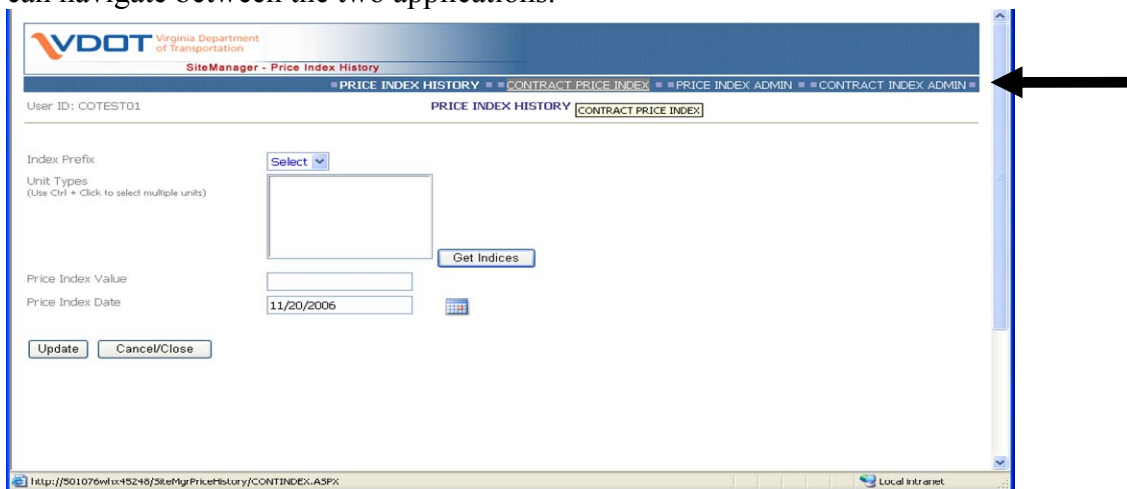 can navigate between the two applications.
VDOT Virginia Department
of Transportation
SiteManager - Price Index History
PRICE INDEX HISTORY CONTRACT PRICE INDEX PRICE INDEX ADMIN CONTRACT INDEX ADMIN
User ID: COTEST01 PRICE INDEX HISTORY CONTRACT PRICE INDEX
Index Prefix Select
Unit Types
(Use Ctrl + Click to select multiple units)
Get Indices
Price Index Value
Price Index Date 11/20/2006
Update Cancel/Close
http://501076whx45248/SiteMgrPriceHistory/CONTINDEX.ASPX Local intranet